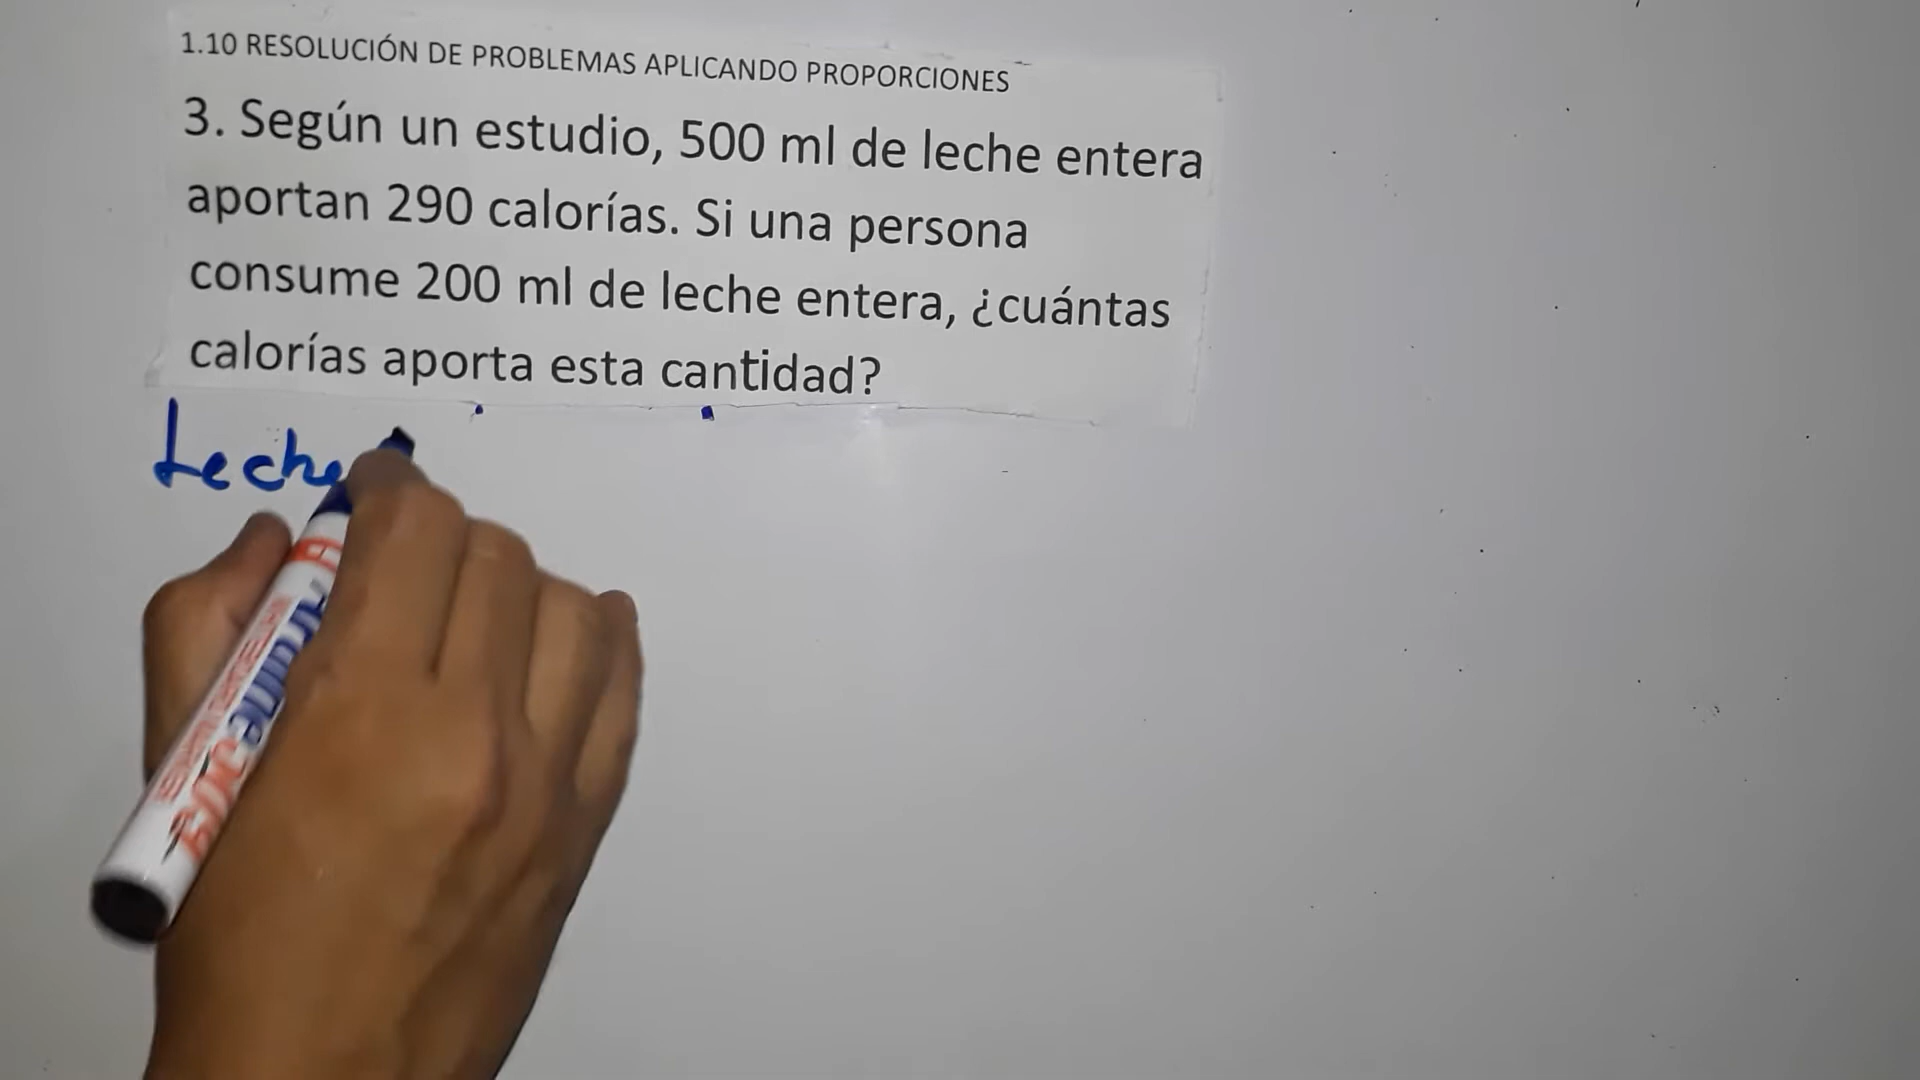 1.10 RESOLUCIÓN DE PROBLEMAS APLICANDO PROPORCIONES
3. Según un estudio, 500 ml de leche entera
aportan 290 calorías. Si una persona
consume 200 ml de leche entera, ¿cuántas
calorías aporta esta cantidad?
Leche